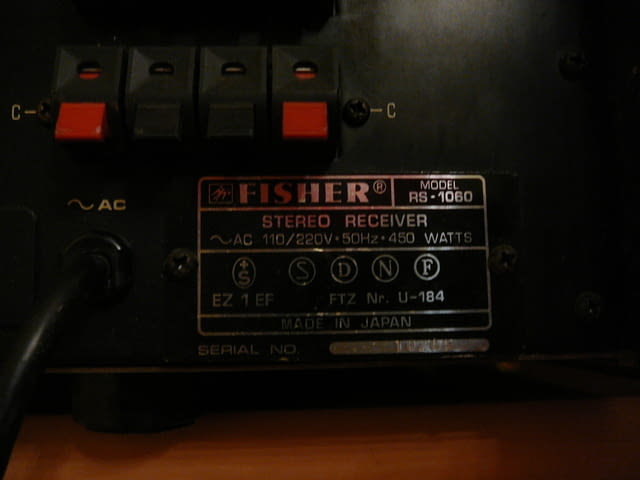 C C
~ AC
FISHER®
MODEL
RS-1060
STEREO RECEIVER
~AC 110/220V·50Hz·450 WATTS
S S D N F
EZ 1 EF FTZ Nr. U-184
MADE IN JAPAN
SERIAL NO.